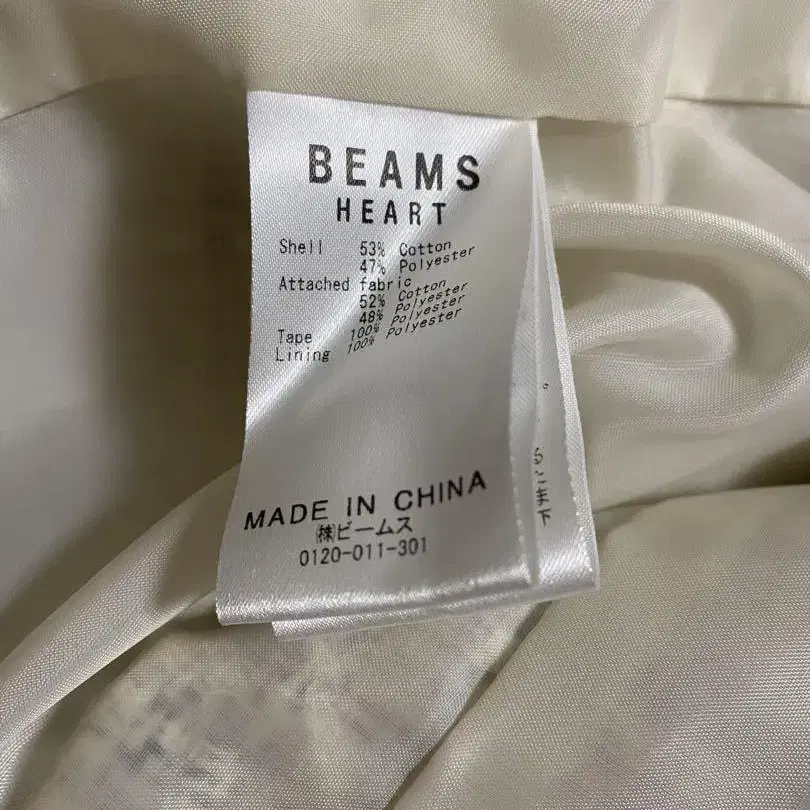 BEAMS
HEART
Shell 53% Cotton
47% Polyester
Attached fabric
52% Cotton
48% Polyester
Tape 100% Polyester
Lining 100% Polyester
MADE IN CHINA
㈱ビームス
0120-011-301